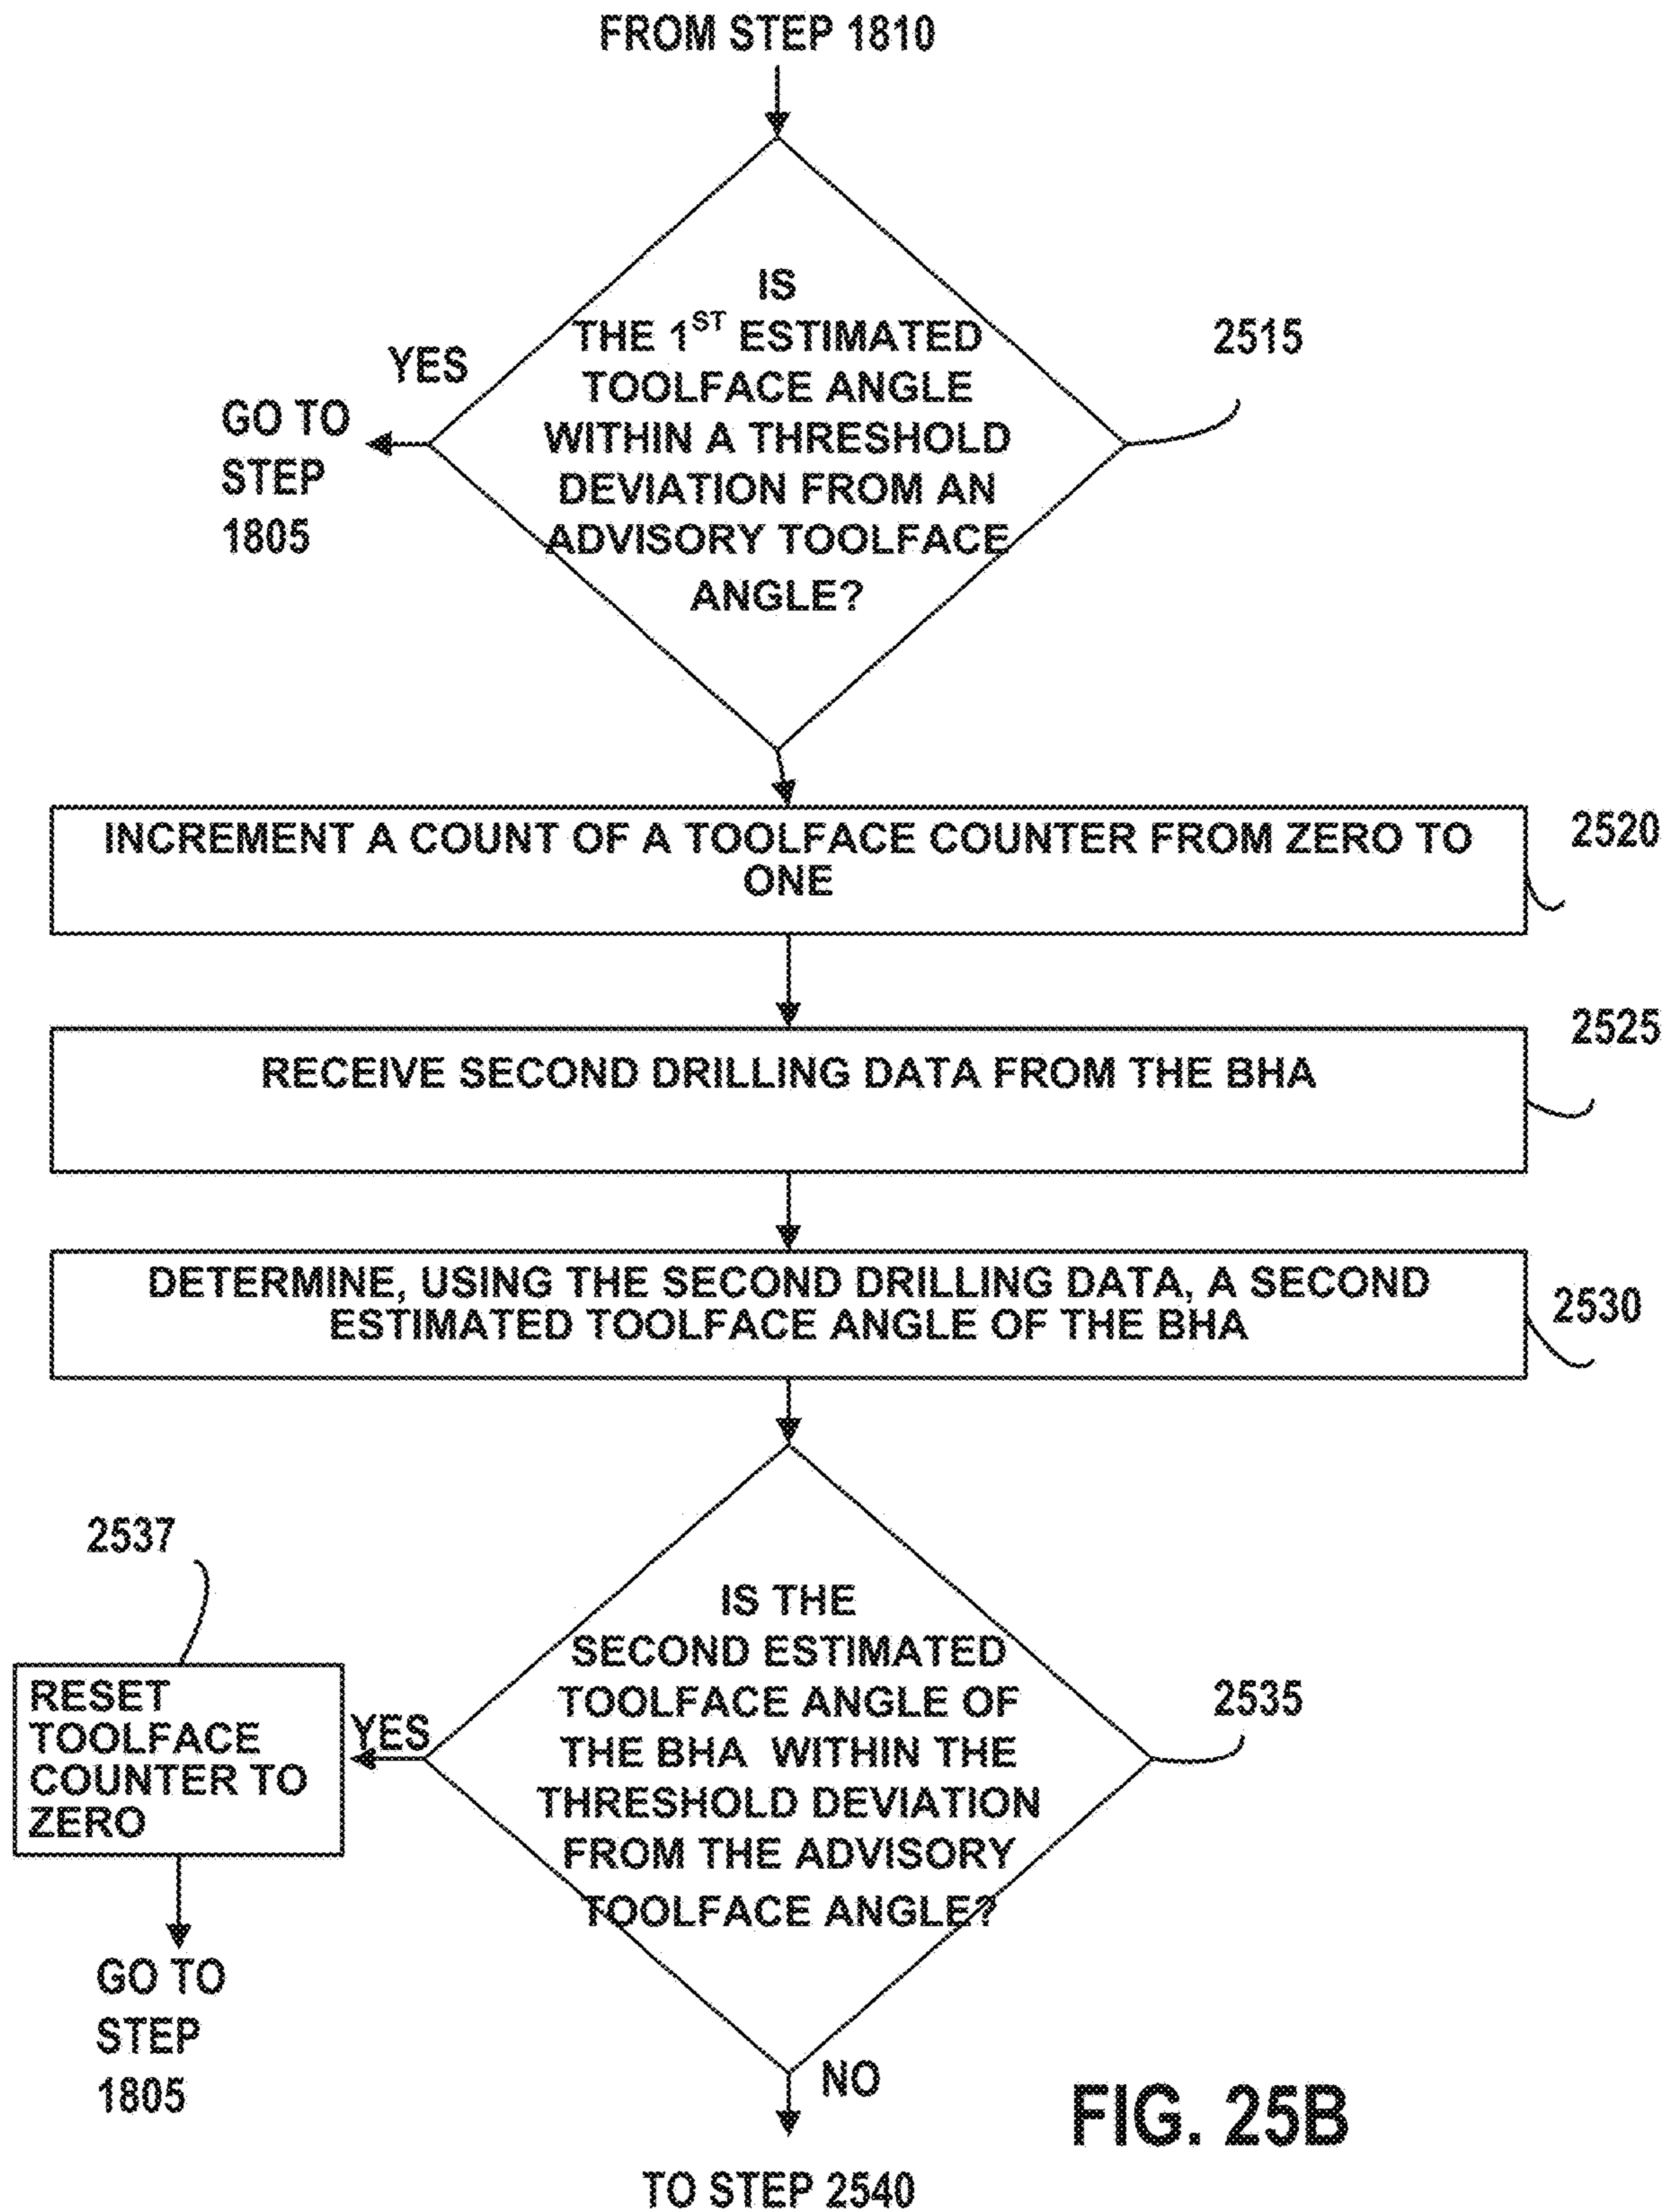 FROM STEP 1810
IS
THE 1ST ESTIMATED
TOOLFACE ANGLE
WITHIN A THRESHOLD
DEVIATION FROM AN
ADVISORY TOOLFACE
ANGLE?
2515
YES
GO TO
STEP
1805
INCREMENT A COUNT OF A TOOLFACE COUNTER FROM ZERO TO
ONE
2520
RECEIVE SECOND DRILLING DATA FROM THE BHA
2525
DETERMINE, USING THE SECOND DRILLING DATA, A SECOND
ESTIMATED TOOLFACE ANGLE OF THE BHA
2530
IS THE
SECOND ESTIMATED
TOOLFACE ANGLE OF
THE BHA WITHIN THE
THRESHOLD DEVIATION
FROM THE ADVISORY
TOOLFACE ANGLE?
2535
YES
2537
RESET
TOOLFACE
COUNTER TO
ZERO
GO TO
STEP
1805
NO
TO STEP 2540
FIG. 25B